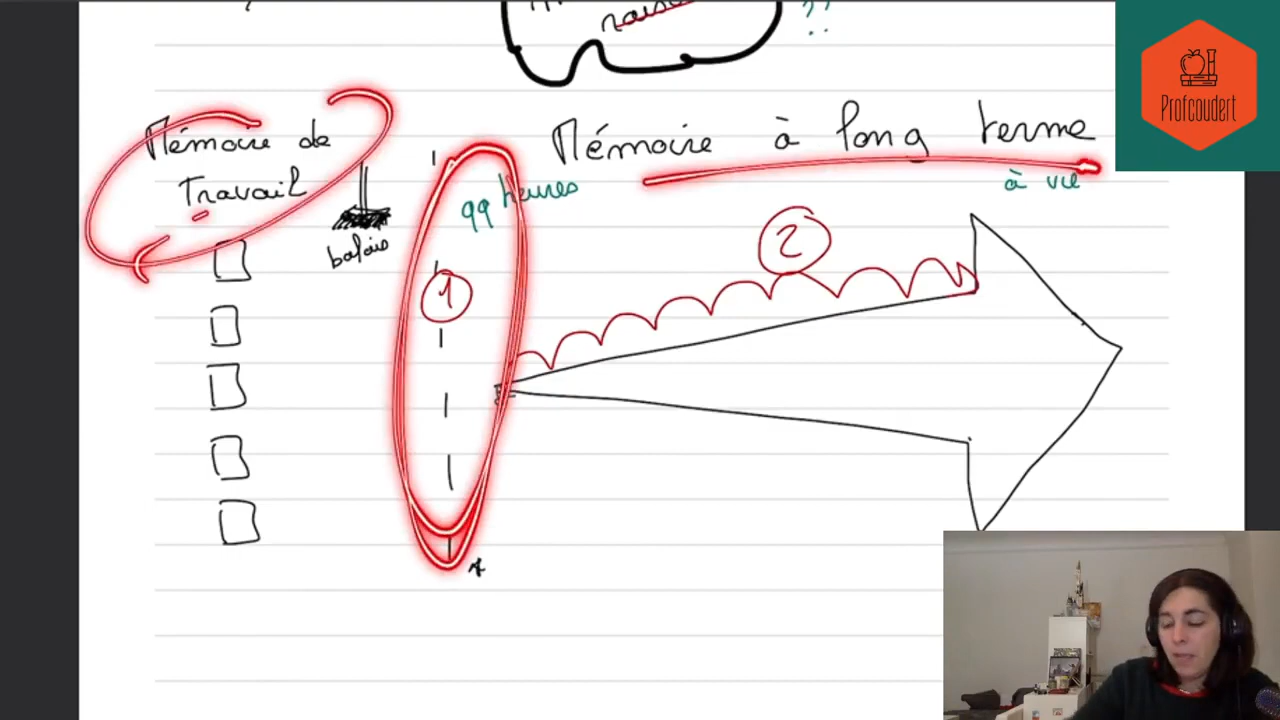 ??
Profcoudert
Mémoire de
Travail
balais
99 heures
Mémoire à long terme
à vie
1
2